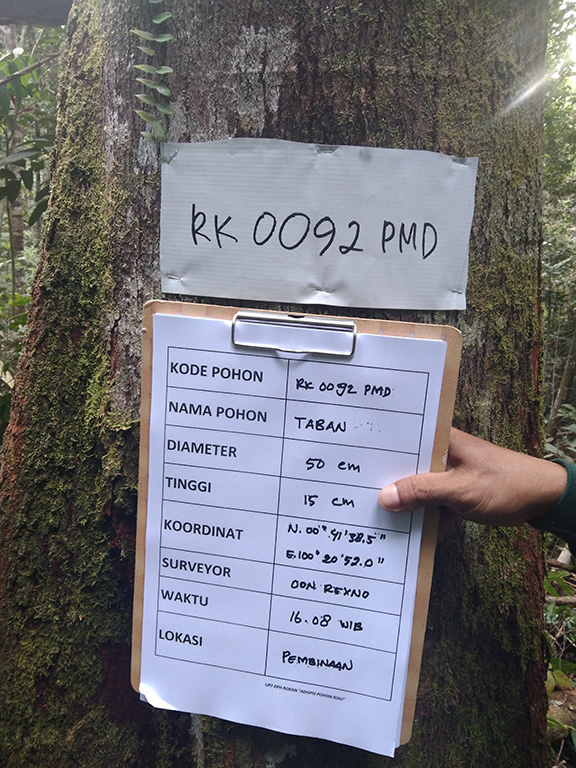 RK 0092 PMD
KODE POHON RK 0092 PMD
NAMA POHON TABAN
DIAMETER 50 cm
TINGGI 15 cm
KOORDINAT N. 00°.41'38.5"
E.100° 20'52.0"
SURVEYOR DON REYNO
WAKTU 16.08 WIB
LOKASI PEMBINAAN
UPT KPH ROKAN "ADOPSI POHON RIAU"